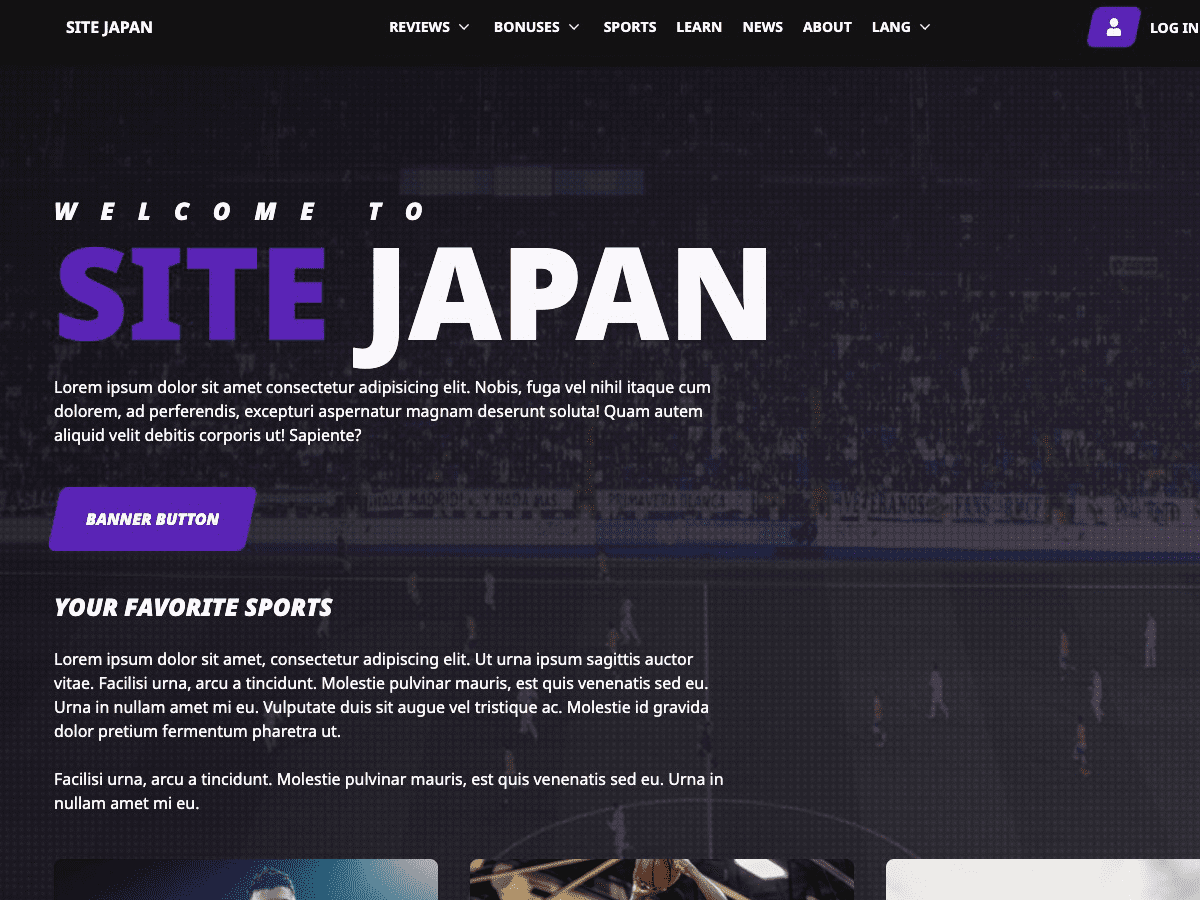 SITE JAPAN
REVIEWS BONUSES SPORTS LEARN NEWS ABOUT LANG
LOG IN
WELCOME TO
SITE JAPAN
Lorem ipsum dolor sit amet consectetur adipisicing elit. Nobis, fuga vel nihil itaque cum
dolorem, ad perferendis, excepturi aspernatur magnam deserunt soluta! Quam autem
aliquid velit debitis corporis ut! Sapiente?
BANNER BUTTON
YOUR FAVORITE SPORTS
Lorem ipsum dolor sit amet, consectetur adipiscing elit. Ut urna ipsum sagittis auctor
vitae. Facilisi urna, arcu a tincidunt. Molestie pulvinar mauris, est quis venenatis sed eu.
Urna in nullam amet mi eu. Vulputate duis sit augue vel tristique ac. Molestie id gravida
dolor pretium fermentum pharetra ut.
Facilisi urna, arcu a tincidunt. Molestie pulvinar mauris, est quis venenatis sed eu. Urna in
nullam amet mi eu.